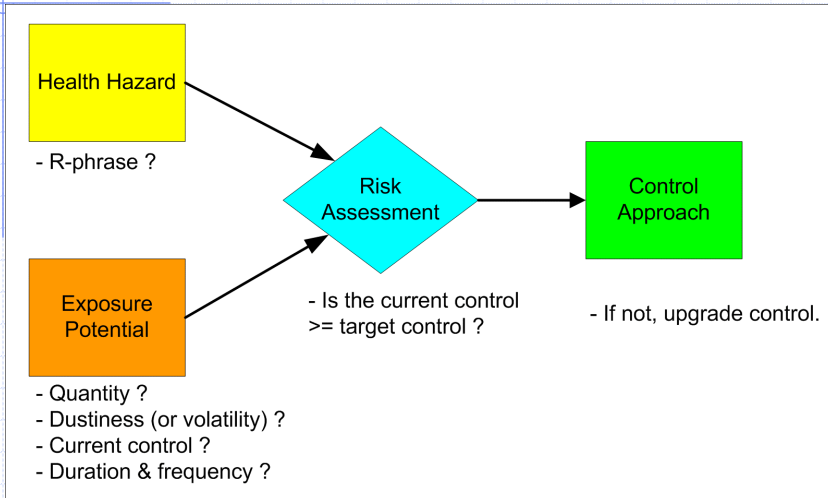 Health Hazard
- R-phrase ?
Exposure
Potential
- Quantity ?
- Dustiness (or volatility) ?
- Current control ?
- Duration & frequency ?
Risk
Assessment
- Is the current control
>= target control ?
Control
Approach
- If not, upgrade control.